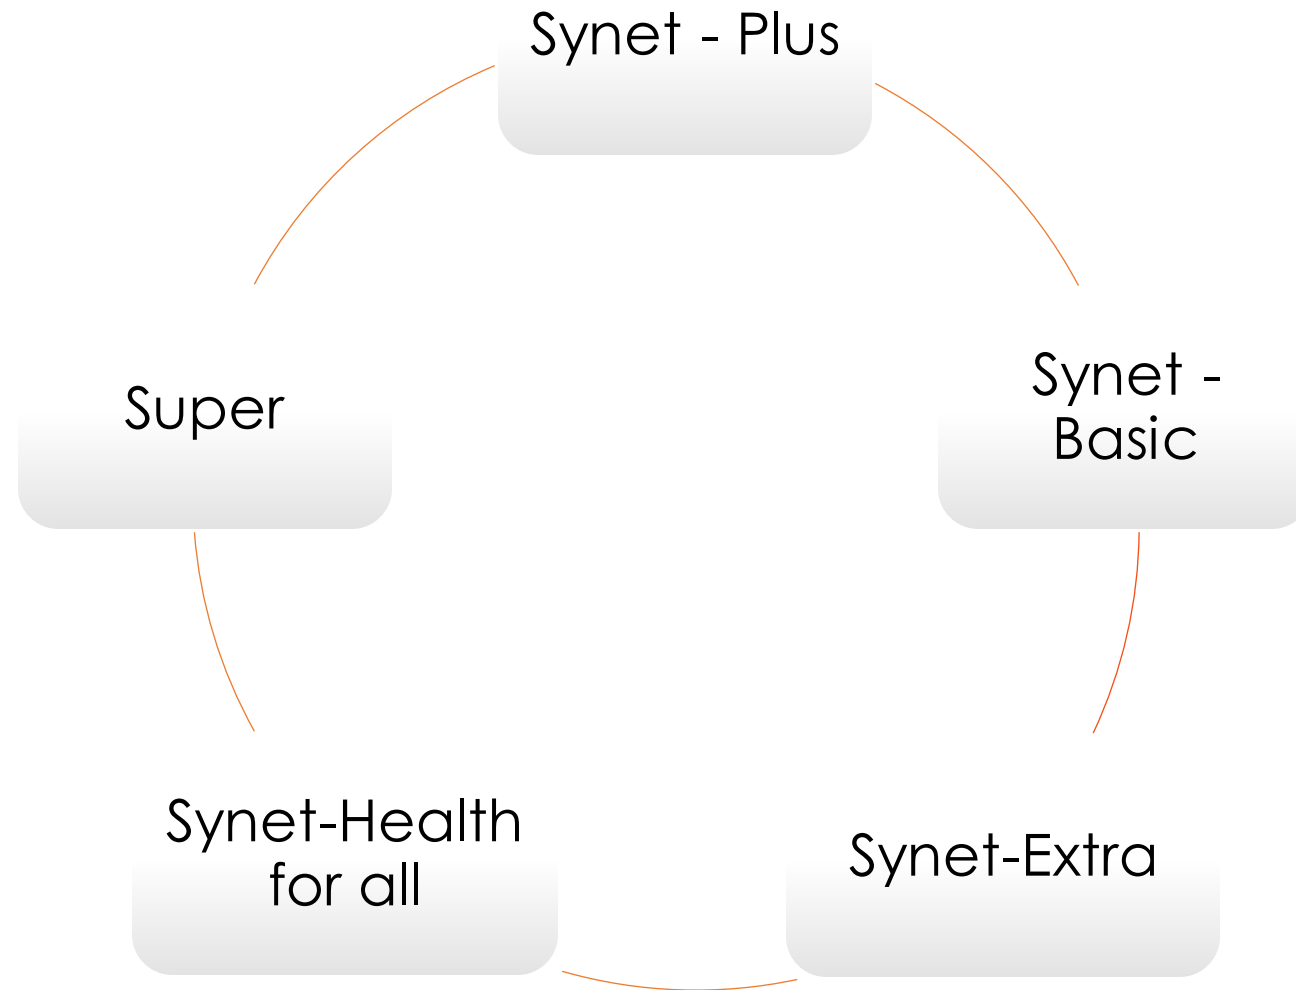 Synet - Plus
Synet -
Basic
Synet-Extra
Synet-Health
for all
Super